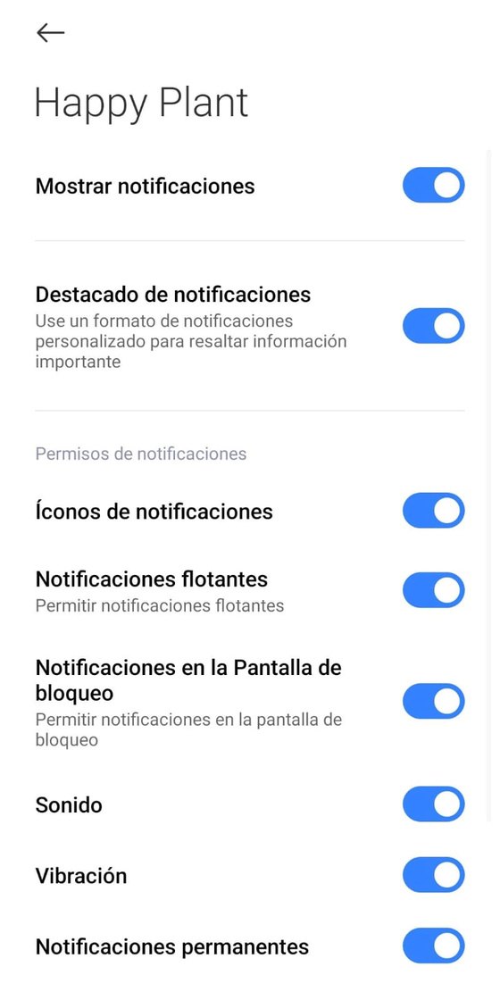 Happy Plant
Mostrar notificaciones
Destacado de notificaciones
Use un formato de notificaciones
personalizado para resaltar información
importante
Permisos de notificaciones
Íconos de notificaciones
Notificaciones flotantes
Permitir notificaciones flotantes
Notificaciones en la Pantalla de
bloqueo
Permitir notificaciones en la pantalla de
bloqueo
Sonido
Vibración
Notificaciones permanentes